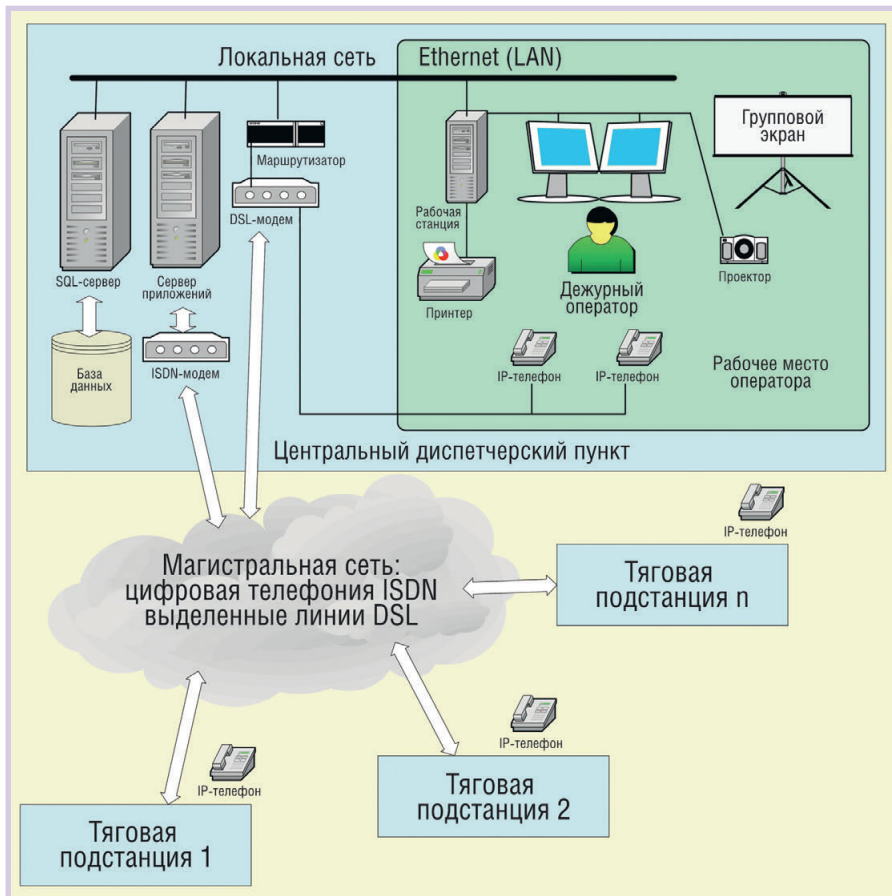 Локальная сеть
Ethernet (LAN)
Групповой
экран
Маршрутизатор
DSL-модем
Рабочая
станция
SQL-сервер
Сервер
приложений
Принтер
Дежурный
оператор
Проектор
База
данных
ISDN-модем
IP-телефон
IP-телефон
Рабочее место
оператора
Центральный диспетчерский пункт
IP-телефон
Магистральная сеть:
цифровая телефония ISDN
выделенные линии DSL
Тяговая
подстанция n
IP-телефон
Тяговая
подстанция 2
IP-телефон
Тяговая
подстанция 1